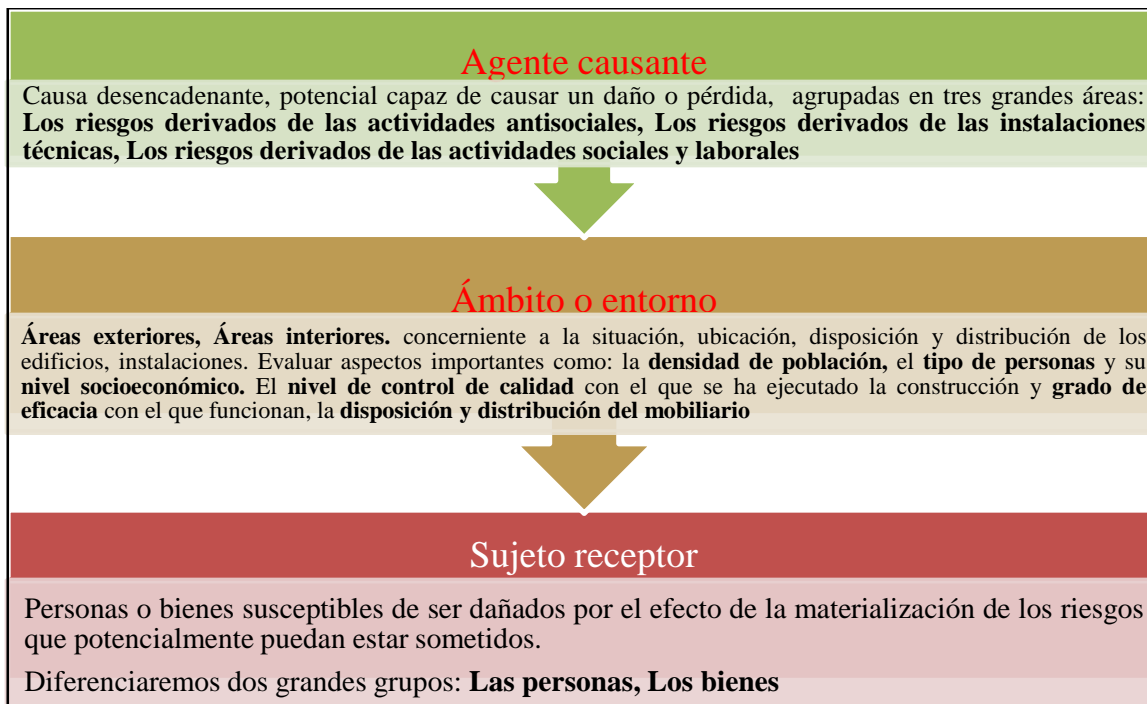 Agente causante
Causa desencadenante, potencial capaz de causar un daño o pérdida, agrupadas en tres grandes áreas:
Los riesgos derivados de las actividades antisociales, Los riesgos derivados de las instalaciones
técnicas, Los riesgos derivados de las actividades sociales y laborales
Ámbito o entorno
Áreas exteriores, Áreas interiores. concerniente a la situación, ubicación, disposición y distribución de los
edificios, instalaciones. Evaluar aspectos importantes como: la densidad de población, el tipo de personas y su
nivel socioeconómico. El nivel de control de calidad con el que se ha ejecutado la construcción y grado de
eficacia con el que funcionan, la disposición y distribución del mobiliario
Sujeto receptor
Personas o bienes susceptibles de ser dañados por el efecto de la materialización de los riesgos
que potencialmente puedan estar sometidos.
Diferenciaremos dos grandes grupos: Las personas, Los bienes